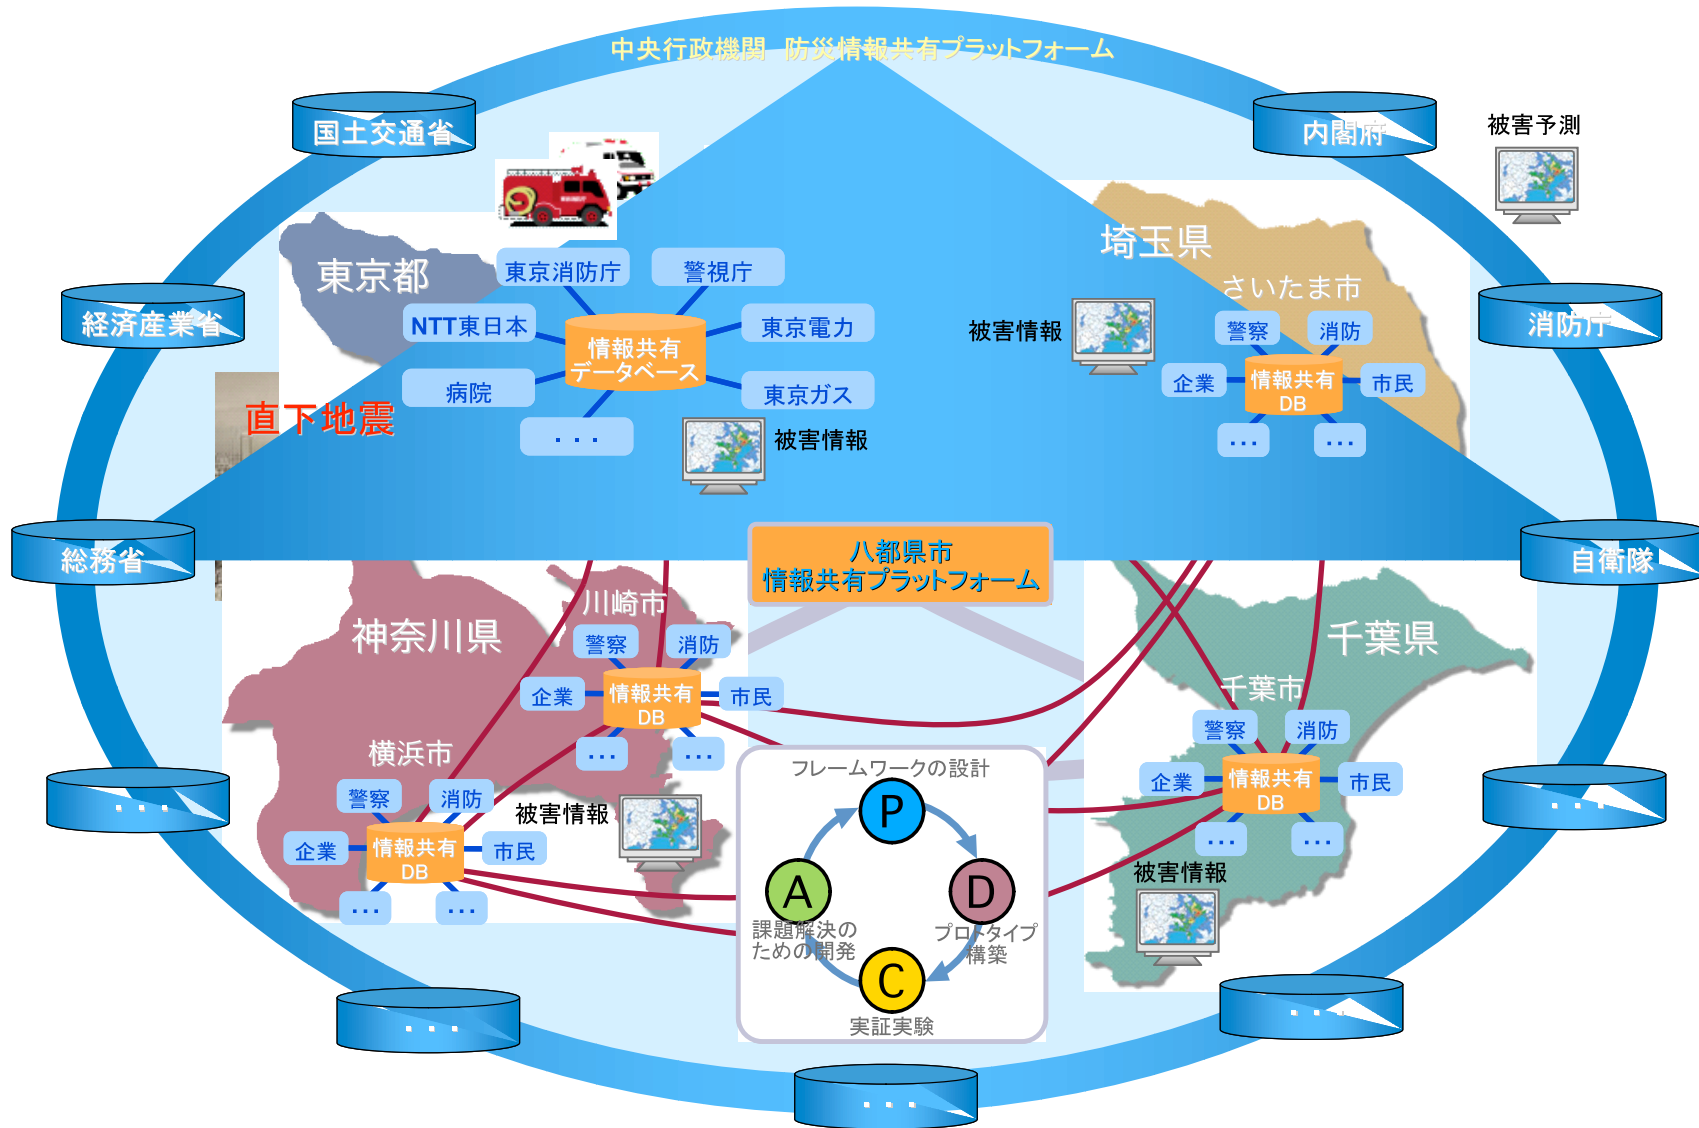 中央行政機関 防災情報共有プラットフォーム
国土交通省
内閣府
被害予測
経済産業省
消防庁
総務省
自衛隊
...
...
...
...
...
東京都
東京消防庁
警視庁
NTT東日本
東京電力
情報共有
データベース
病院
東京ガス
...
被害情報
直下地震
埼玉県
さいたま市
被害情報
警察
消防
企業
情報共有
DB
市民
...
...
八都県市
情報共有プラットフォーム
神奈川県
川崎市
警察
消防
企業
情報共有
DB
市民
...
...
横浜市
警察
消防
企業
情報共有
DB
市民
...
...
被害情報
千葉県
千葉市
警察
消防
企業
情報共有
DB
市民
...
...
被害情報
フレームワークの設計
P
A
D
課題解決の
ための開発
プロトタイプ
構築
C
実証実験